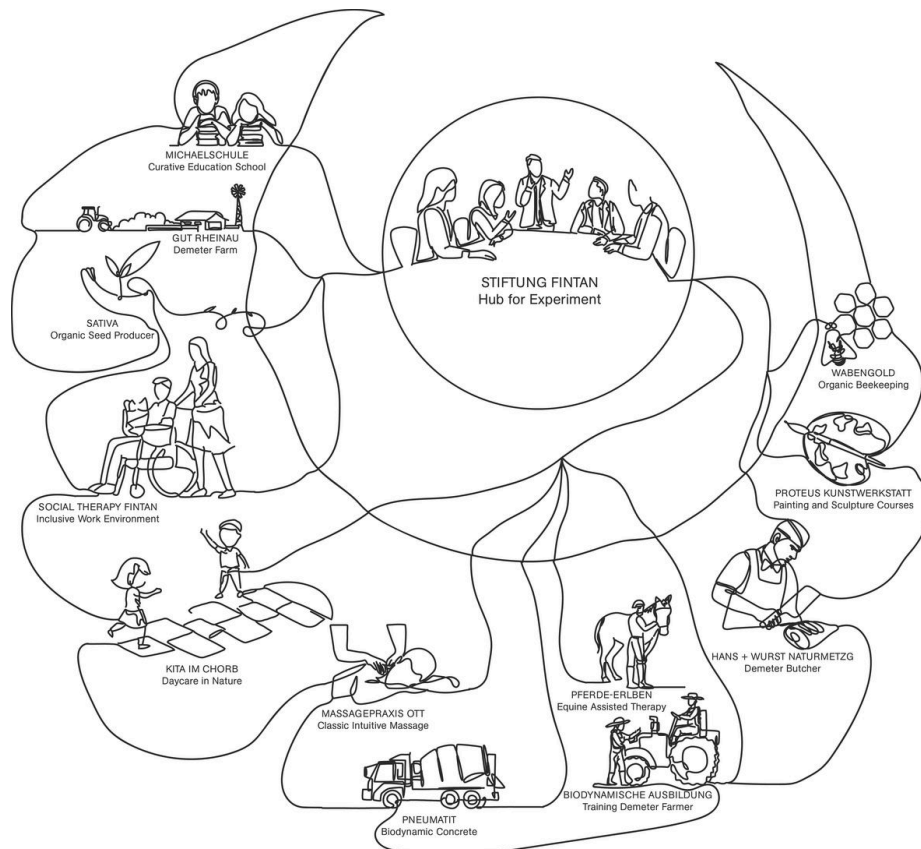 MICHAELSCHULE
Curative Education School
GUT RHEINAU
Demeter Farm
SATIVA
Organic Seed Producer
SOCIAL THERAPY FINTAN
Inclusive Work Environment
KITA IM CHORB
Daycare in Nature
MASSAGEPRAXIS OTT
Classic Intuitive Massage
PNEUMATIT
Biodynamic Concrete
STIFTUNG FINTAN
Hub for Experiment
WABENGOLD
Organic Beekeeping
PROTEUS KUNSTWERKSTATT
Painting and Sculpture Courses
HANS + WURST NATURMETZG
Demeter Butcher
PFERDE-ERLBEN
Equine Assisted Therapy
BIODYNAMISCHE AUSBILDUNG
Training Demeter Farmer